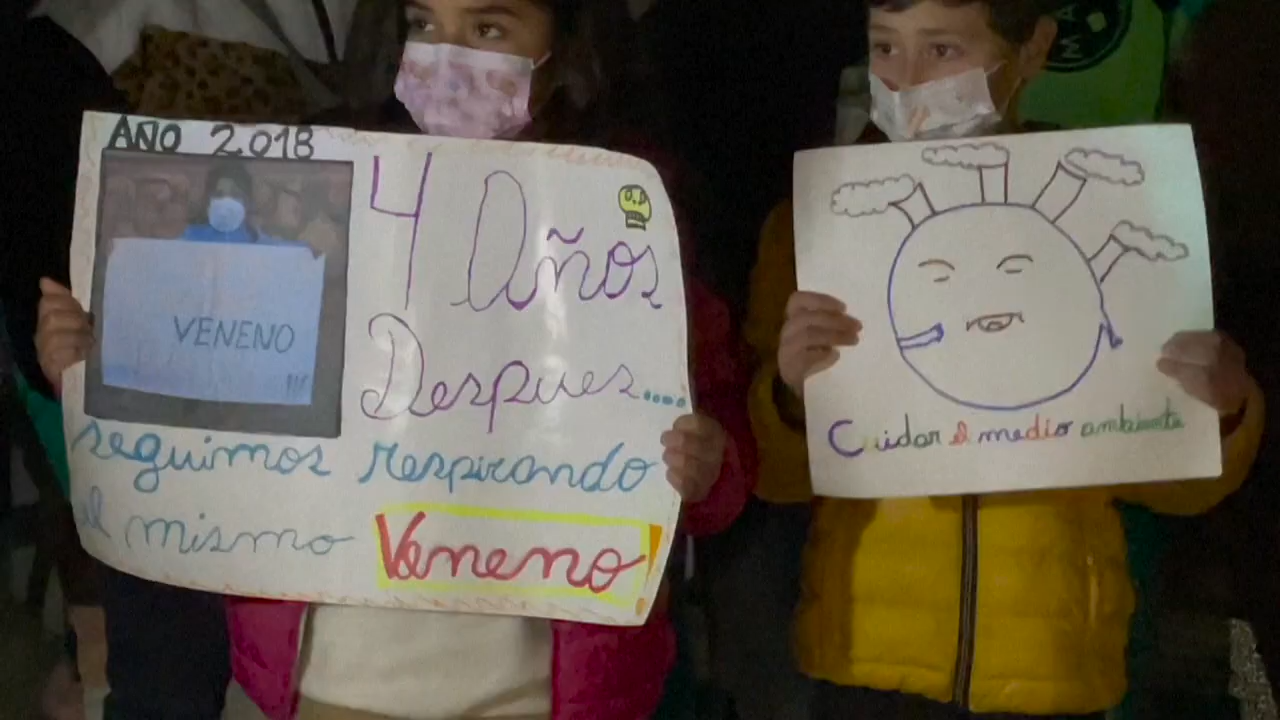 AÑO 2018
VENENO
4 Años
Despues....
seguimos respirando
el mismo Veneno!
Cuidar el medio ambiente